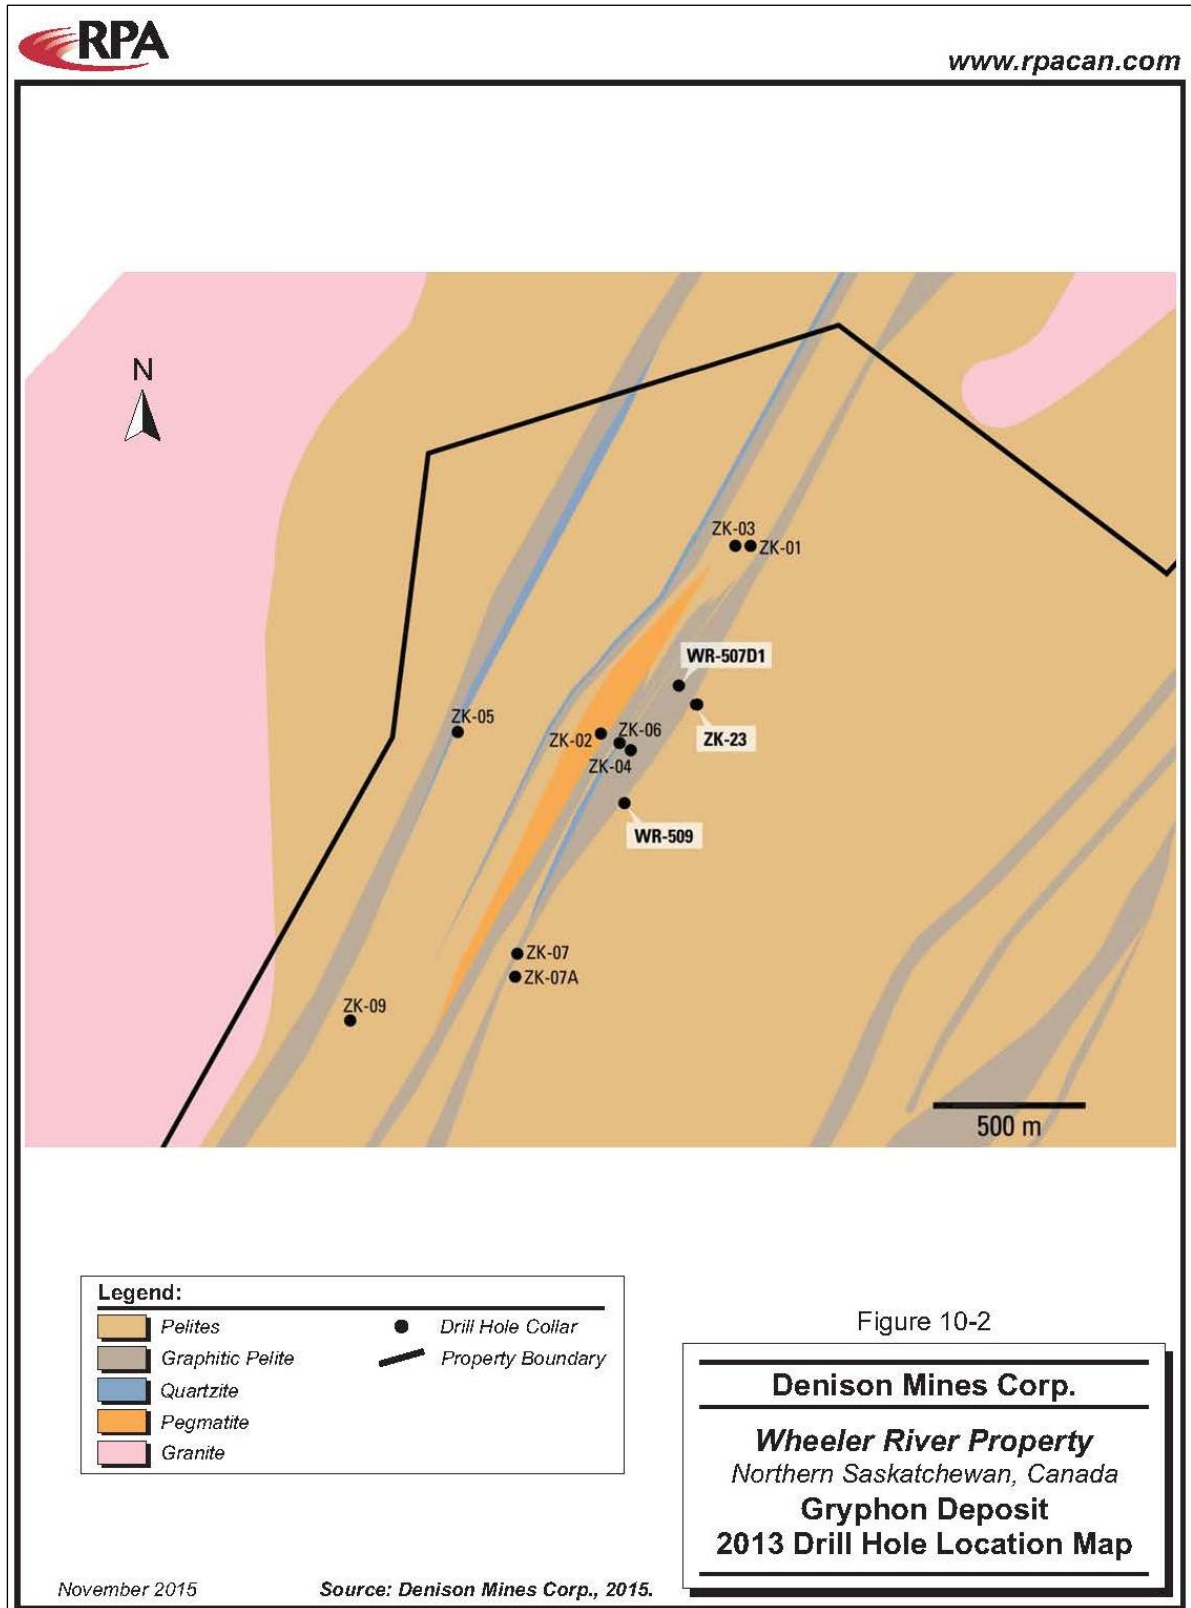 RPA
www.rpacan.com
N
ZK-03
ZK-01
WR-507D1
ZK-05
ZK-02
ZK-06
ZK-23
ZK-04
WR-509
ZK-07
ZK-07A
ZK-09
500 m
Legend:
Pelites
Graphitic Pelite
Quartzite
Pegmatite
Granite
Drill Hole Collar
Property Boundary
Figure 10-2
Denison Mines Corp.
Wheeler River Property
Northern Saskatchewan, Canada
Gryphon Deposit
2013 Drill Hole Location Map
November 2015
Source: Denison Mines Corp., 2015.